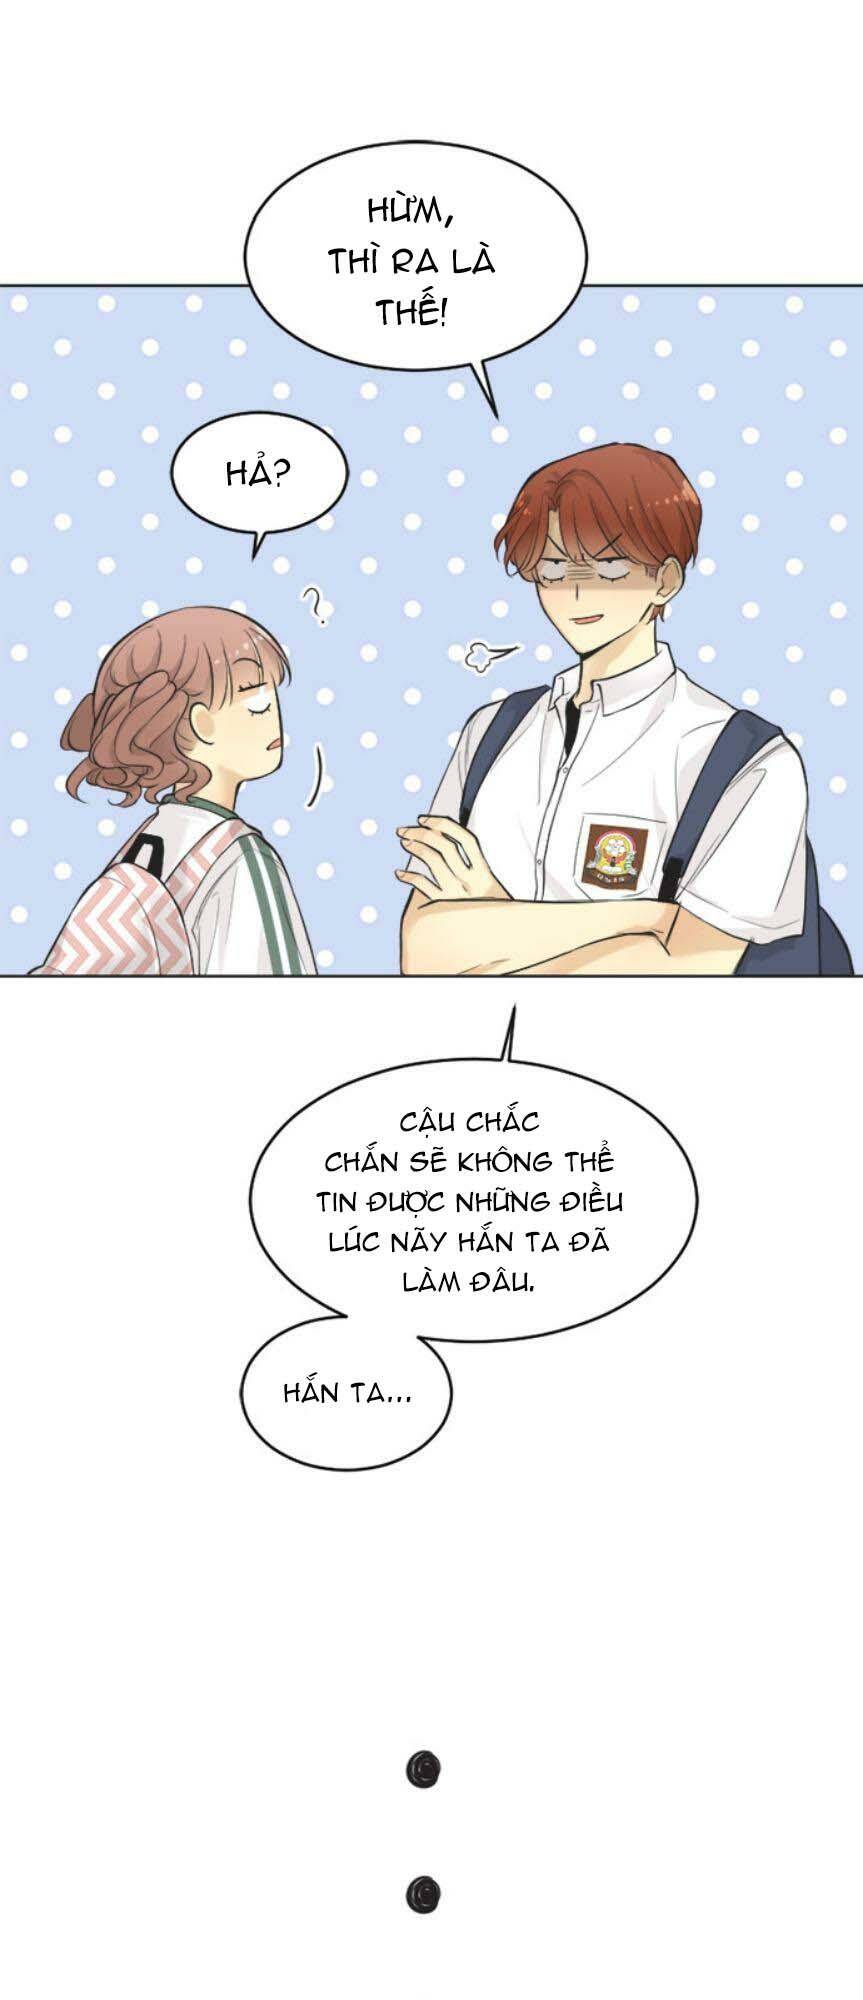 HỪM,
THÌ RA LÀ
THẾ!
HẢ?
?
OSIS
CẬU CHẮC
CHẮN SẼ KHÔNG THỂ
TIN ĐƯỢC NHỮNG ĐIỀU
LÚC NÃY HẮN TA ĐÃ
LÀM ĐÂU.
HẮN TA...